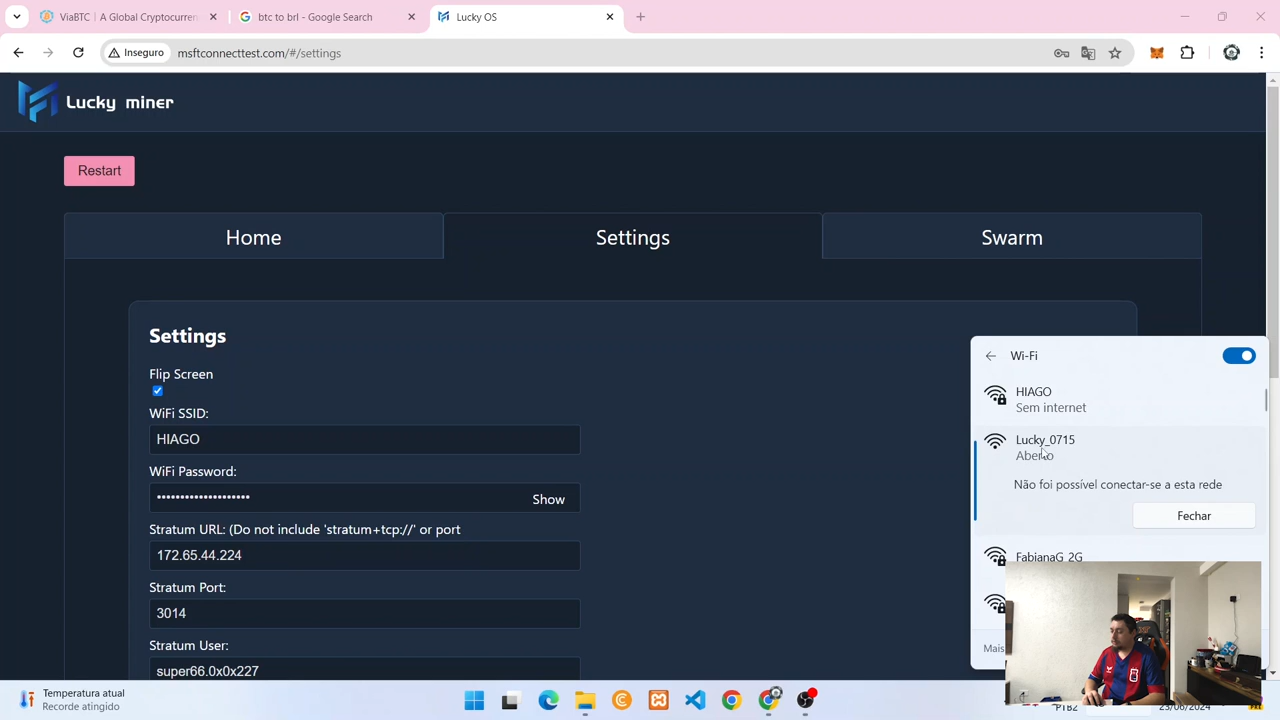 ViaBTC | A Global Cryptocurren
btc to brl - Google Search
Lucky OS
Inseguro
msftconnecttest.com/#/settings
Lucky miner
Restart
Home
Settings
Swarm
Settings
Flip Screen
WiFi SSID:
HIAGO
WiFi Password:
••••••••••••••••••••
Show
Stratum URL: (Do not include 'stratum+tcp://' or port
172.65.44.224
Stratum Port:
3014
Stratum User:
super66.0x0x227
Wi-Fi
HIAGO
Sem internet
Lucky_0715
Aberto
Não foi possível conectar-se a esta rede
Fechar
FabianaG_2G
Mais
Temperatura atual
Recorde atingido
PTB2
23/06/2024